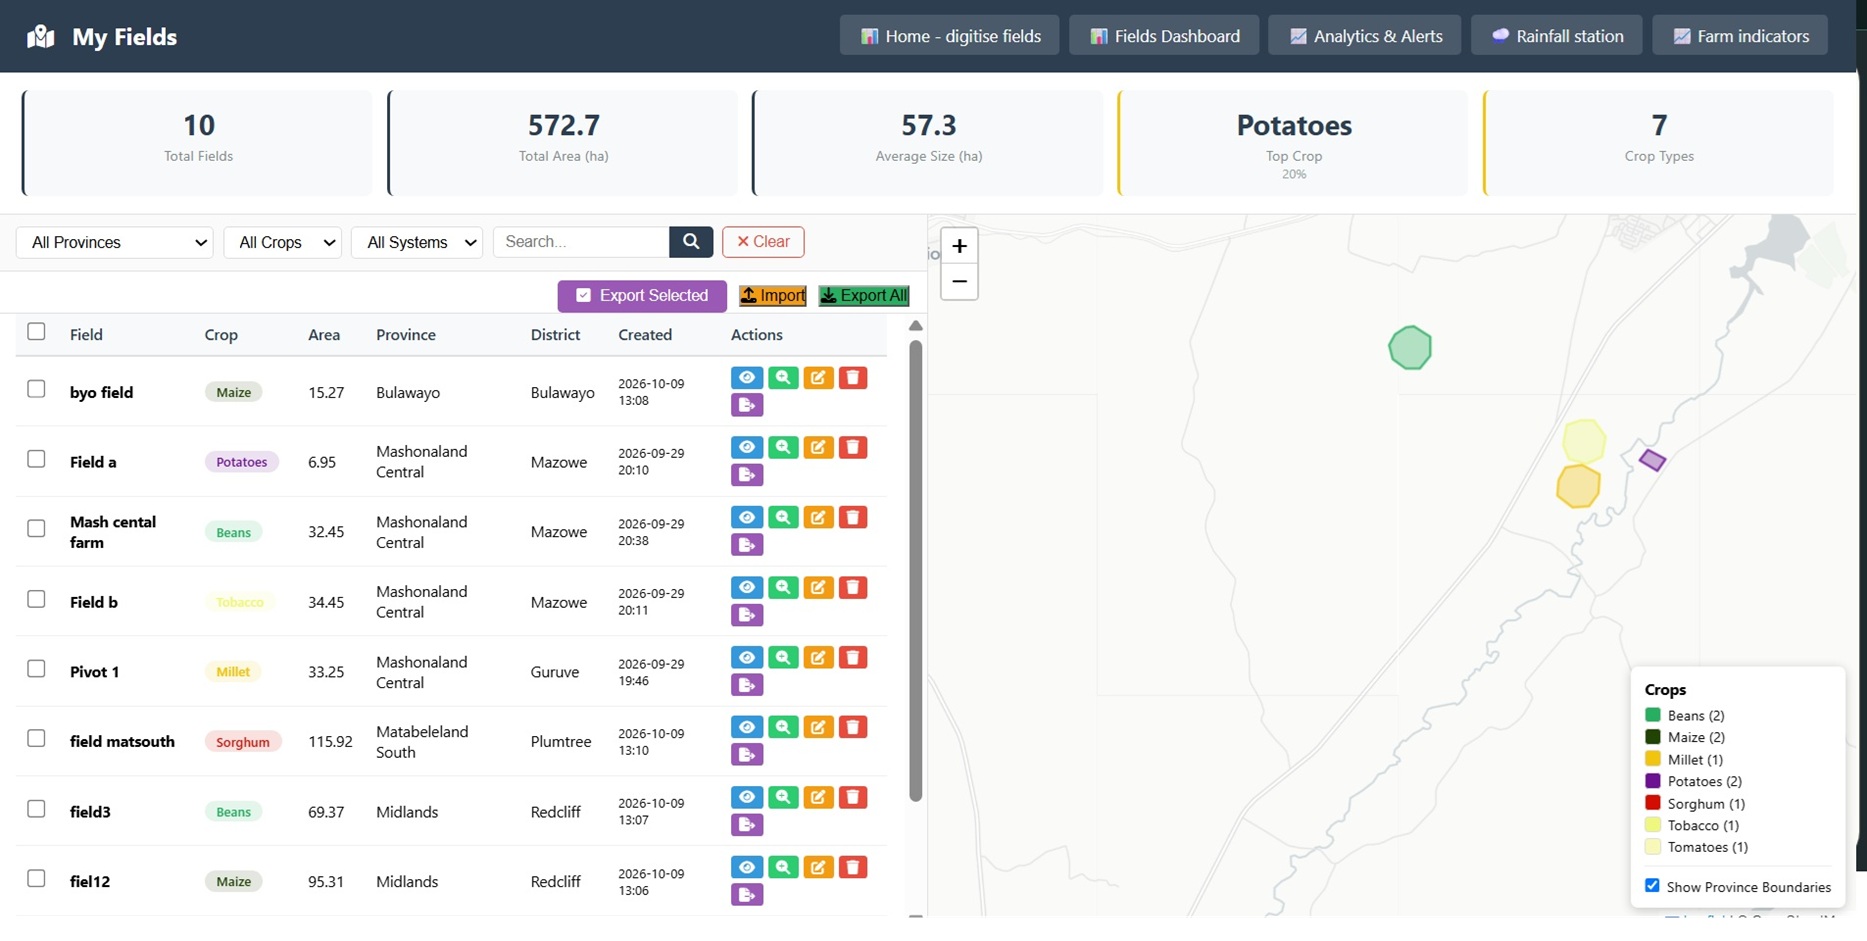 My Fields
Home - digitise fields
Fields Dashboard
Analytics & Alerts
Rainfall station
Farm indicators
10
Total Fields
572.7
Total Area (ha)
57.3
Average Size (ha)
Potatoes
Top Crop
20%
7
Crop Types
All Provinces
All Crops
All Systems
Search...
Clear
Export Selected
Import
Export All
Field Crop Area Province District Created Actions
byo field Maize 15.27 Bulawayo Bulawayo 2026-10-09
13:08
Field a Potatoes 6.95 Mashonaland
Central Mazowe 2026-09-29
20:10
Mash cental
farm Beans 32.45 Mashonaland
Central Mazowe 2026-09-29
20:38
Field b Tobacco 34.45 Mashonaland
Central Mazowe 2026-09-29
20:11
Pivot 1 Millet 33.25 Mashonaland
Central Guruve 2026-09-29
19:46
field matsouth Sorghum 115.92 Matabeleland
South Plumtree 2026-10-09
13:10
field3 Beans 69.37 Midlands Redcliff 2026-10-09
13:07
fiel12 Maize 95.31 Midlands Redcliff 2026-10-09
13:06
+
−
Crops
Beans (2)
Maize (2)
Millet (1)
Potatoes (2)
Sorghum (1)
Tobacco (1)
Tomatoes (1)
Show Province Boundaries